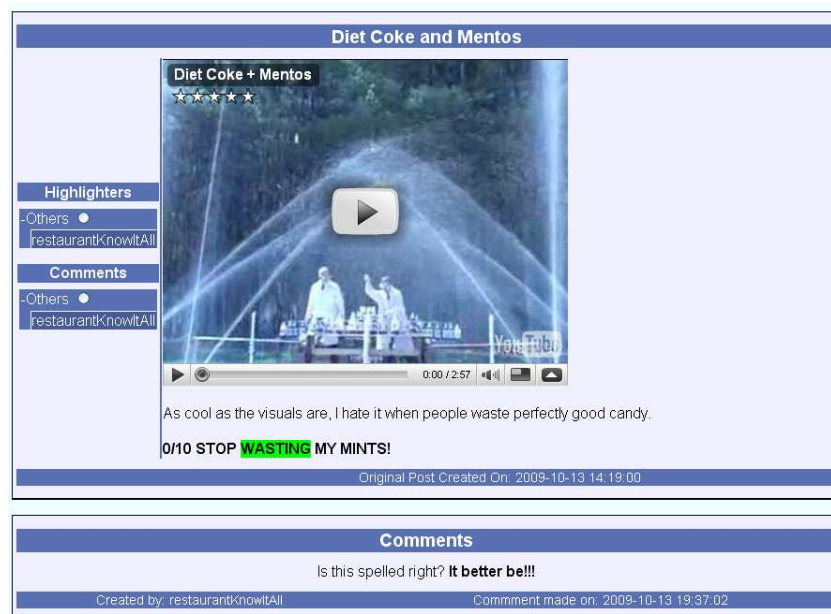 Diet Coke and Mentos
Diet Coke + Mentos
Highlighters
-Others
restaurantKnowItAll
Comments
-Others
restaurantKnowItAll
YouTube
0:00 / 2:57
As cool as the visuals are, I hate it when people waste perfectly good candy.
0/10 STOP WASTING MY MINTS!
Original Post Created On: 2009-10-13 14:19:00
Comments
Is this spelled right? It better be!!!
Created by: restaurantKnowItAll Commment made on: 2009-10-13 19:37:02